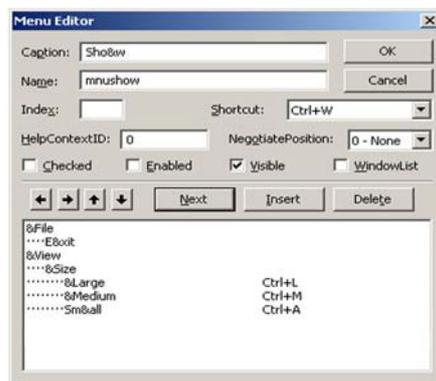 Menu Editor
Caption: Sho&w OK
Name: mnushow Cancel
Index: Shortcut: Ctrl+W
HelpContextID: 0 NegotiatePosition: 0 - None
Checked Enabled Visible WindowList
Next Insert Delete
&File
····E&xit
&View
····&Size
········&Large Ctrl+L
········&Medium Ctrl+M
········Sm&all Ctrl+A